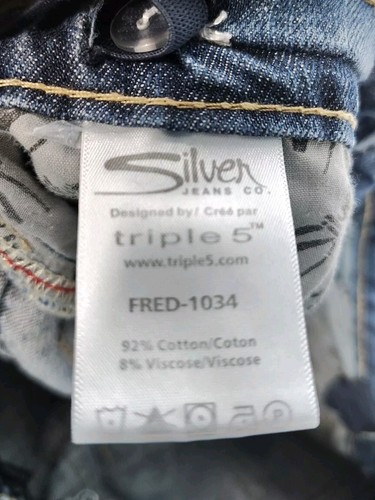 Silver
JEANS CO.
Designed by / Créé par
triple 5™
www.triple5.com
FRED-1034
92% Cotton/Coton
8% Viscose/Viscose